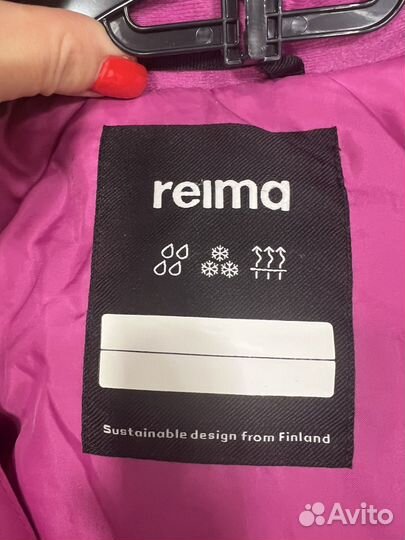 reima
Sustainable design from Finland
Avito